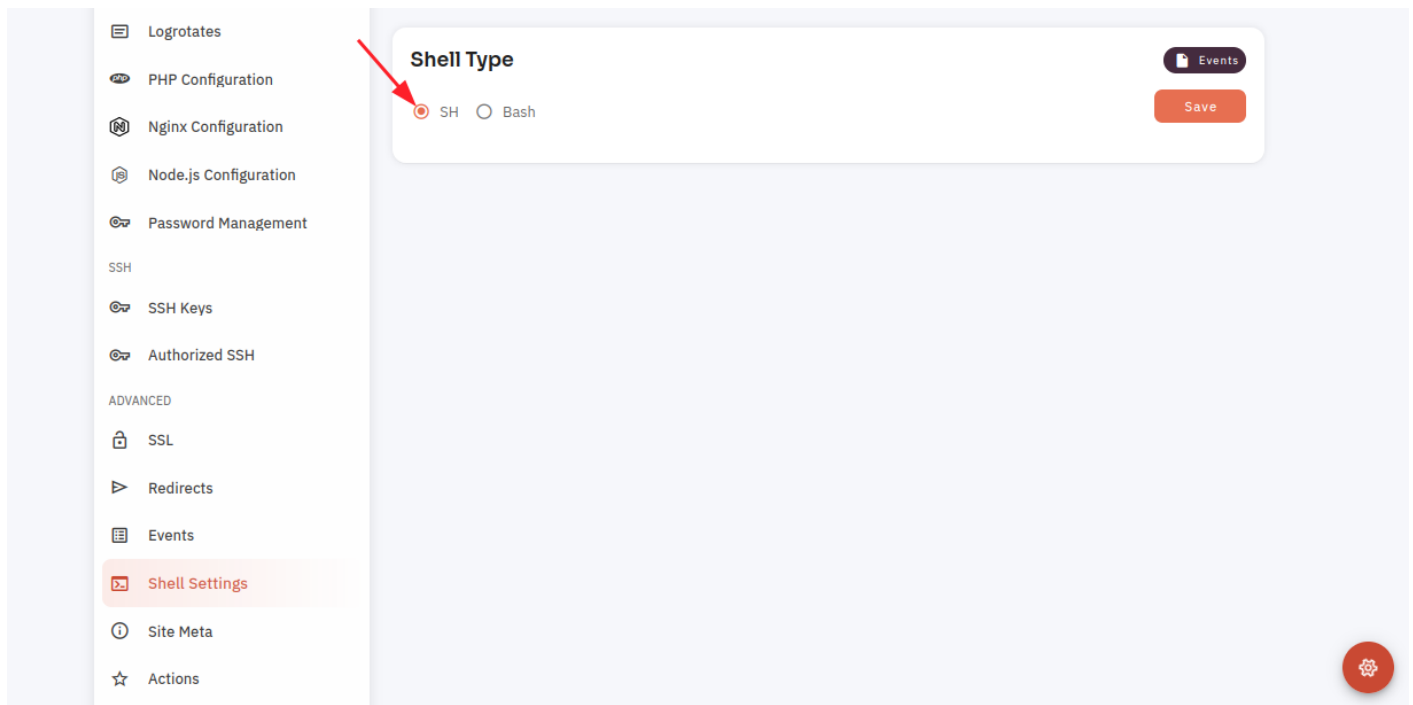 Logrotates
PHP Configuration
Nginx Configuration
Node.js Configuration
Password Management
SSH
SSH Keys
Authorized SSH
ADVANCED
SSL
Redirects
Events
Shell Settings
Site Meta
Actions
Shell Type
Events
SH
Bash
Save